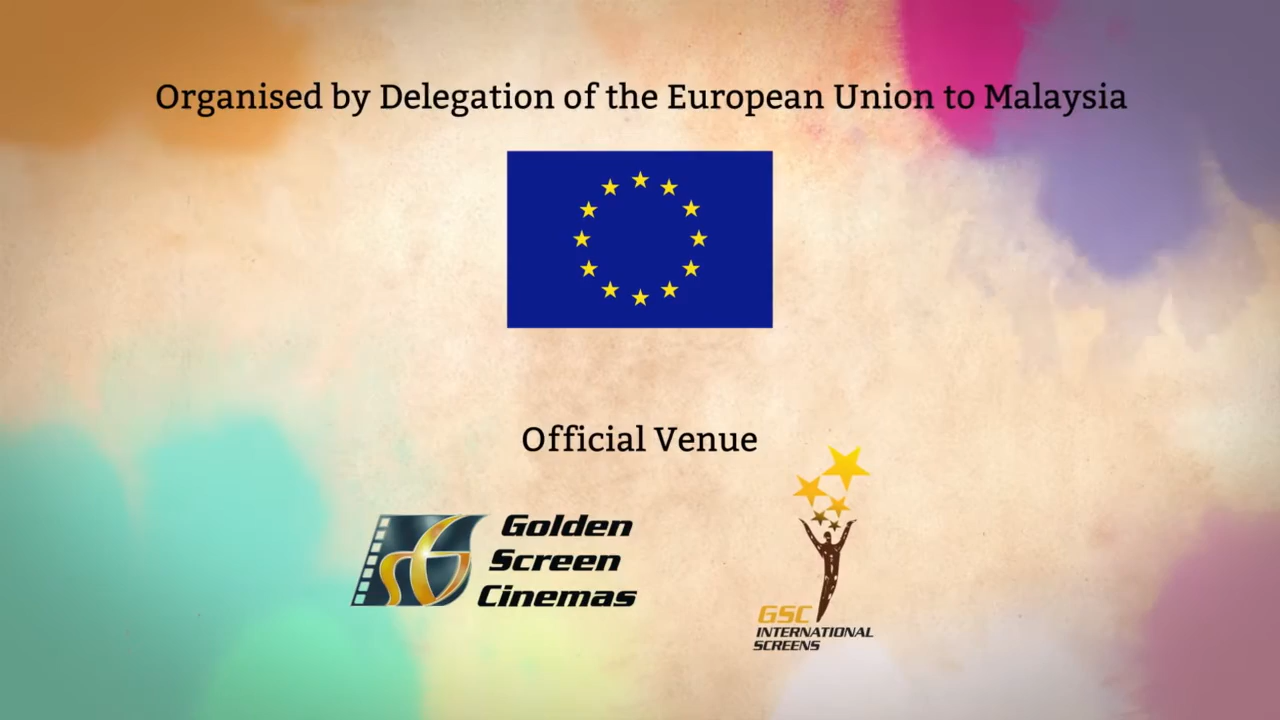 Organised by Delegation of the European Union to Malaysia
Official Venue
Golden
Screen
Cinemas
GSC
INTERNATIONAL
SCREENS